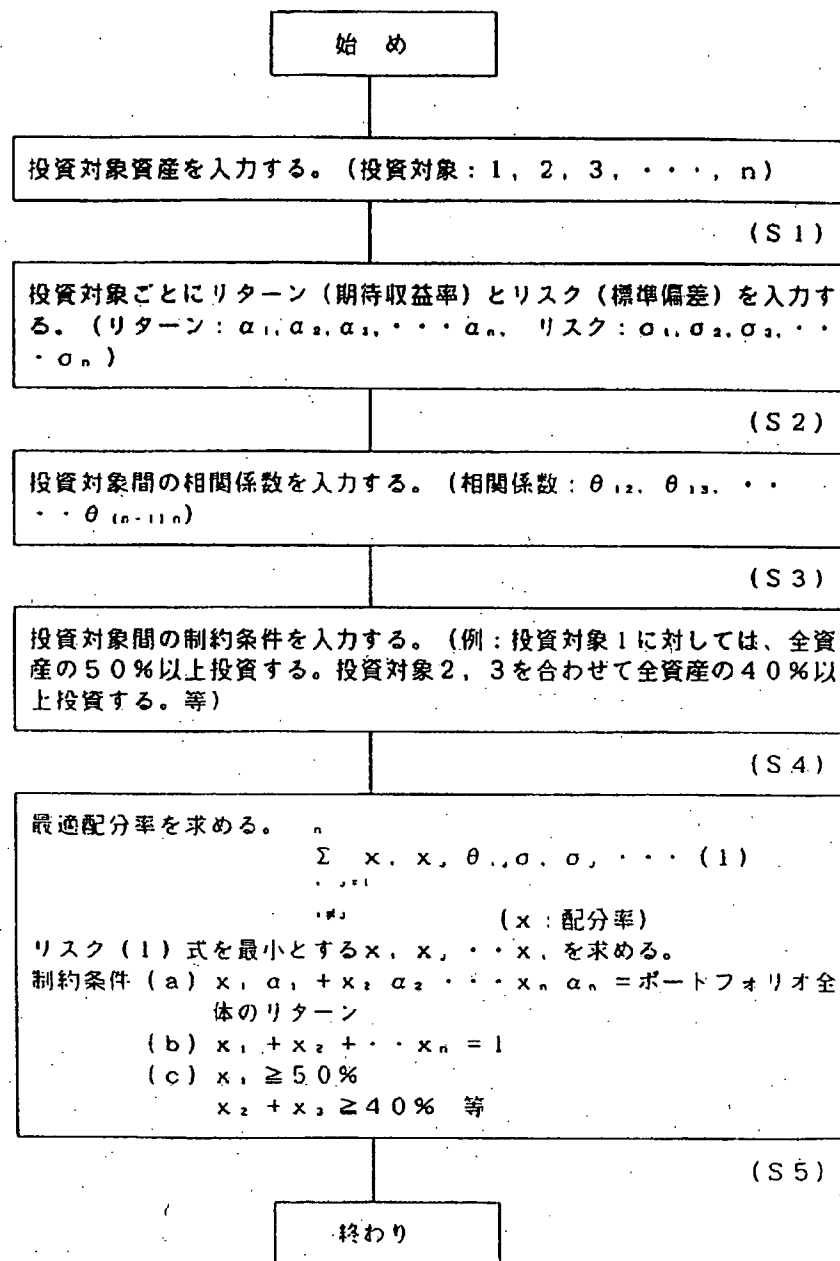 始 め
投資対象資産を入力する。(投資対象:1,2,3,・・・,n)
(S1)
投資対象ごとにリターン(期待収益率)とリスク(標準偏差)を入力す
る。(リターン:α₁,α₂,α₃,・・・αₙ, リスク:σ₁,σ₂,σ₃,・・
・σₙ)
(S2)
投資対象間の相関係数を入力する。(相関係数:θ₁₂,θ₁₃,・・
・・θ₍ₙ₋₁₎ₙ)
(S3)
投資対象間の制約条件を入力する。(例:投資対象1に対しては、全資
産の50%以上投資する。投資対象2,3を合わせて全資産の40%以
上投資する。等)
(S4)
最適配分率を求める。 n
Σ x x θ σ σ ・・・(1)
(x:配分率)
リスク(1)式を最小とするx x ・・x を求める。
制約条件(a) x₁ α₁ +x₂ α₂ ・・・xₙ αₙ =ポートフォリオ全
体のリターン
(b) x₁ +x₂ +・・xₙ =1
(c) x₁ ≧50%
x₂ +x₃ ≧40% 等
(S5)
終わり